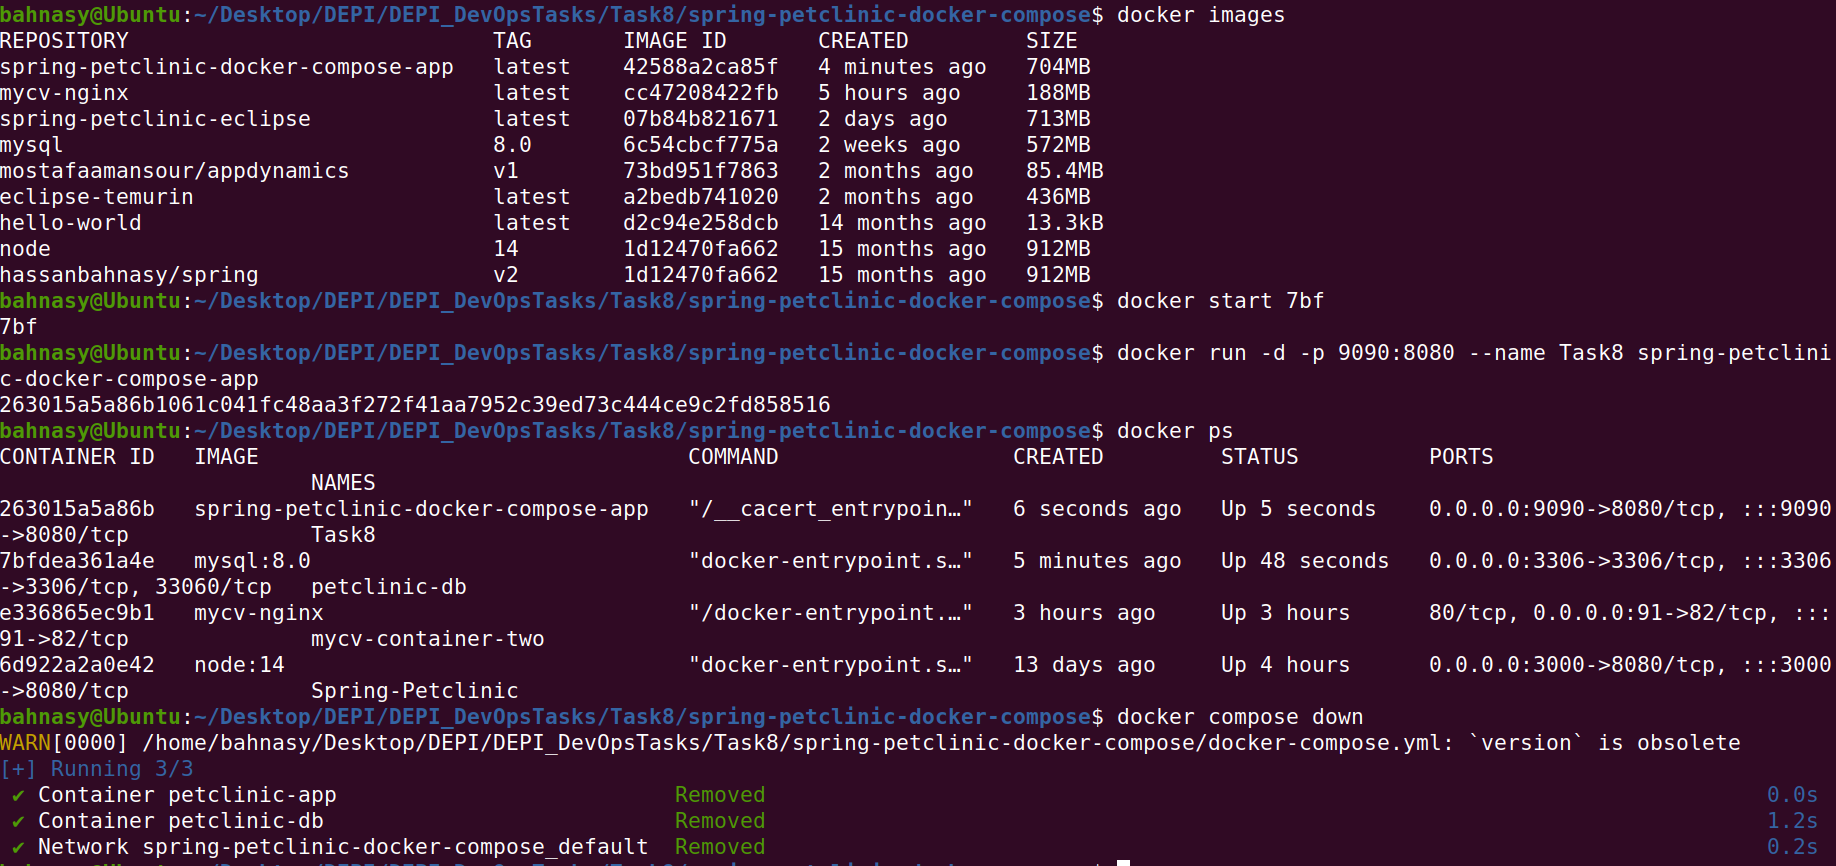 bahnasy@Ubuntu:~/Desktop/DEPI/DEPI_DevOpsTasks/Task8/spring-petclinic-docker-compose$ docker images
REPOSITORY                            TAG       IMAGE ID       CREATED         SIZE
spring-petclinic-docker-compose-app   latest    42588a2ca85f   4 minutes ago   704MB
mycv-nginx                            latest    cc47208422fb   5 hours ago     188MB
spring-petclinic-eclipse              latest    07b84b821671   2 days ago      713MB
mysql                                 8.0       6c54cbcf775a   2 weeks ago     572MB
mostafaamansour/appdynamics           v1        73bd951f7863   2 months ago    85.4MB
eclipse-temurin                       latest    a2bedb741020   2 months ago    436MB
hello-world                           latest    d2c94e258dcb   14 months ago   13.3kB
node                                  14        1d12470fa662   15 months ago   912MB
hassanbahnasy/spring                  v2        1d12470fa662   15 months ago   912MB
bahnasy@Ubuntu:~/Desktop/DEPI/DEPI_DevOpsTasks/Task8/spring-petclinic-docker-compose$ docker start 7bf
7bf
bahnasy@Ubuntu:~/Desktop/DEPI/DEPI_DevOpsTasks/Task8/spring-petclinic-docker-compose$ docker run -d -p 9090:8080 --name Task8 spring-petclini
c-docker-compose-app
263015a5a86b1061c041fc48aa3f272f41aa7952c39ed73c444ce9c2fd858516
bahnasy@Ubuntu:~/Desktop/DEPI/DEPI_DevOpsTasks/Task8/spring-petclinic-docker-compose$ docker ps
CONTAINER ID   IMAGE                                 COMMAND                  CREATED         STATUS          PORTS
                        NAMES
263015a5a86b   spring-petclinic-docker-compose-app   "/__cacert_entrypoin…"   6 seconds ago   Up 5 seconds    0.0.0.0:9090->8080/tcp, :::9090
->8080/tcp              Task8
7bfdea361a4e   mysql:8.0                             "docker-entrypoint.s…"   5 minutes ago   Up 48 seconds   0.0.0.0:3306->3306/tcp, :::3306
->3306/tcp, 33060/tcp   petclinic-db
e336865ec9b1   mycv-nginx                            "/docker-entrypoint.…"   3 hours ago     Up 3 hours      80/tcp, 0.0.0.0:91->82/tcp, :::
91->82/tcp              mycv-container-two
6d922a2a0e42   node:14                               "docker-entrypoint.s…"   13 days ago     Up 4 hours      0.0.0.0:3000->8080/tcp, :::3000
->8080/tcp              Spring-Petclinic
bahnasy@Ubuntu:~/Desktop/DEPI/DEPI_DevOpsTasks/Task8/spring-petclinic-docker-compose$ docker compose down
WARN[0000] /home/bahnasy/Desktop/DEPI/DEPI_DevOpsTasks/Task8/spring-petclinic-docker-compose/docker-compose.yml: `version` is obsolete
[+] Running 3/3
 ✔ Container petclinic-app                          Removed 0.0s
 ✔ Container petclinic-db                           Removed 1.2s
 ✔ Network spring-petclinic-docker-compose_default  Removed 0.2s